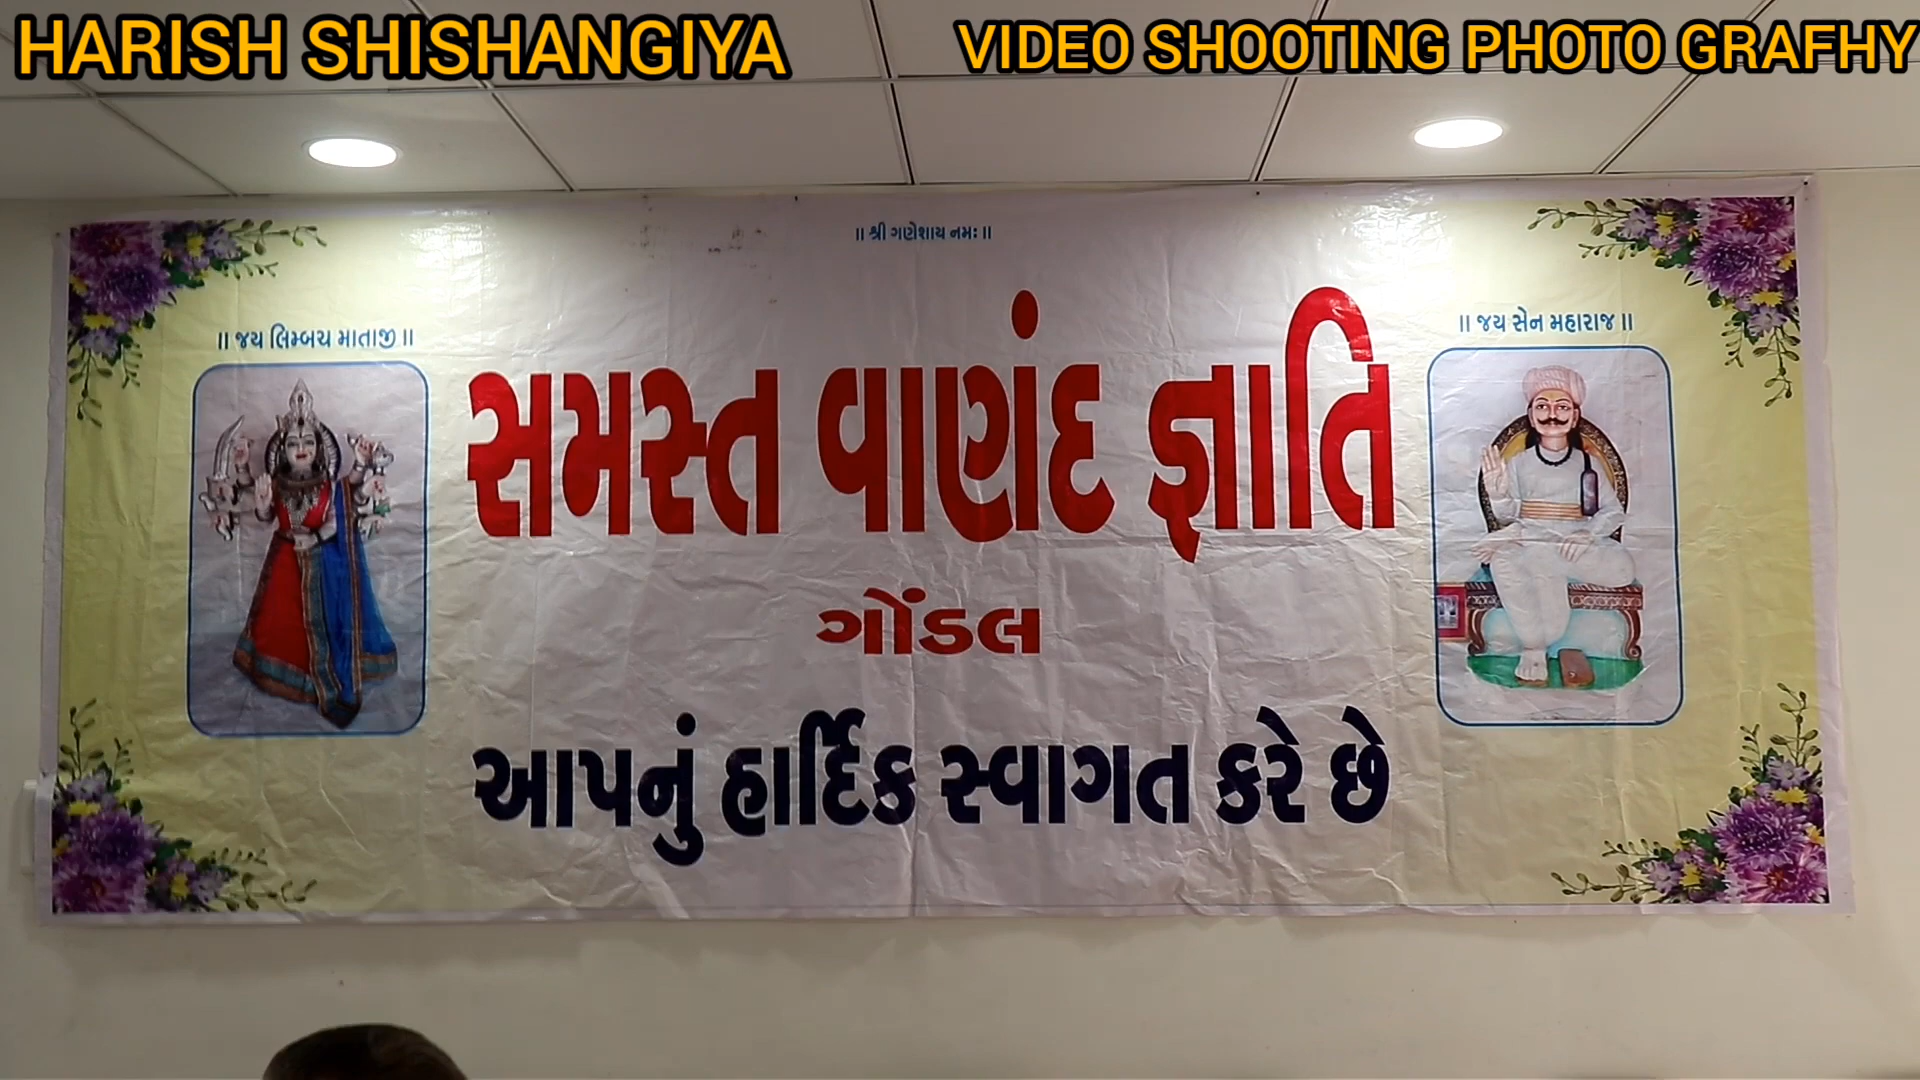 HARISH SHISHANGIYA
VIDEO SHOOTING PHOTO GRAFHY
॥ શ્રી ગણેશાય નમઃ ॥
॥ જય લિમ્બચ માતાજી ॥
॥ જય સેન મહારાજ ॥
સમસ્ત વાણંદ જ્ઞાતિ
ગોંડલ
આપનું હાર્દિક સ્વાગત કરે છે